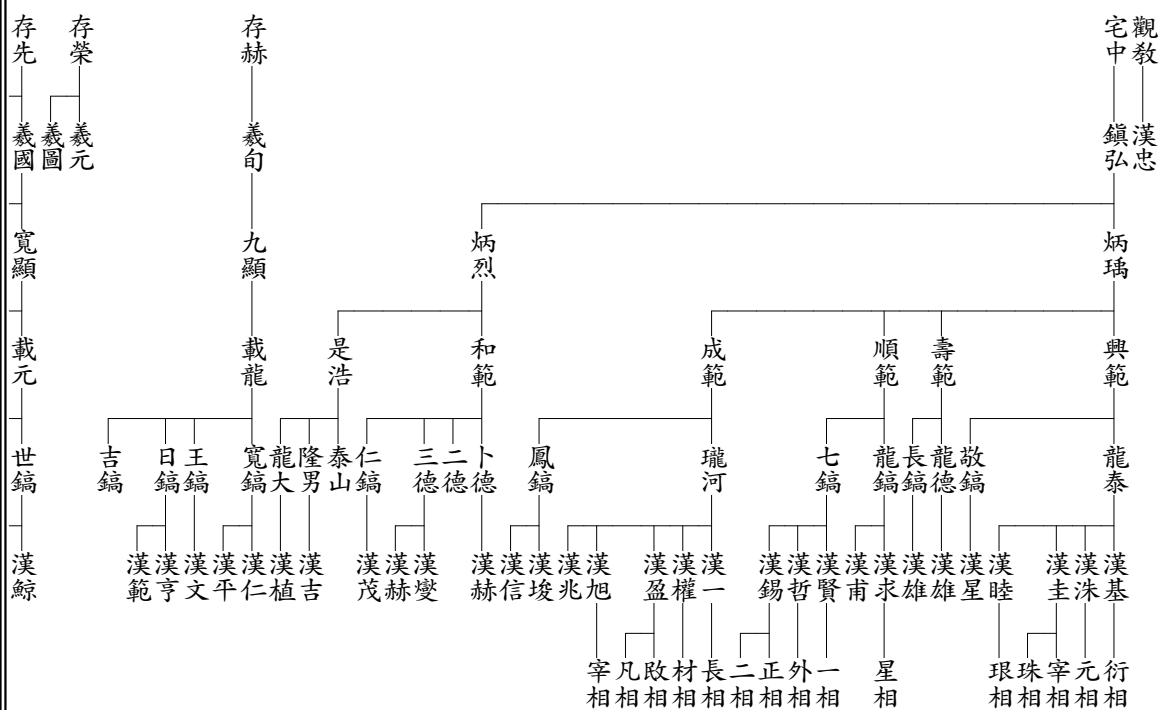 觀敎
宅中
存赫
存榮
存先
漢忠
鎭弘
羲旬
羲元
羲圖
羲國
炳瑀
炳烈
九顯
寬顯
興範
壽範
順範
成範
和範
是浩
載龍
載元
龍泰
敬鎬
龍德
長鎬
龍鎬
七鎬
瓏河
鳳鎬
卜德
二德
三德
仁鎬
泰山
隆男
龍大
寬鎬
王鎬
日鎬
吉鎬
世鎬
漢基
漢洙
漢圭
漢睦
漢星
漢雄
漢雄
漢求
漢甫
漢賢
漢哲
漢錫
漢一
漢權
漢盈
漢旭
漢兆
漢埈
漢信
漢赫
漢燮
漢赫
漢茂
漢吉
漢植
漢仁
漢平
漢文
漢亨
漢範
漢鯨
衍相
元相
宰相
珠相
珢相
星相
一相
外相
正相
二相
長相
材相
啟相
凡相
宰相